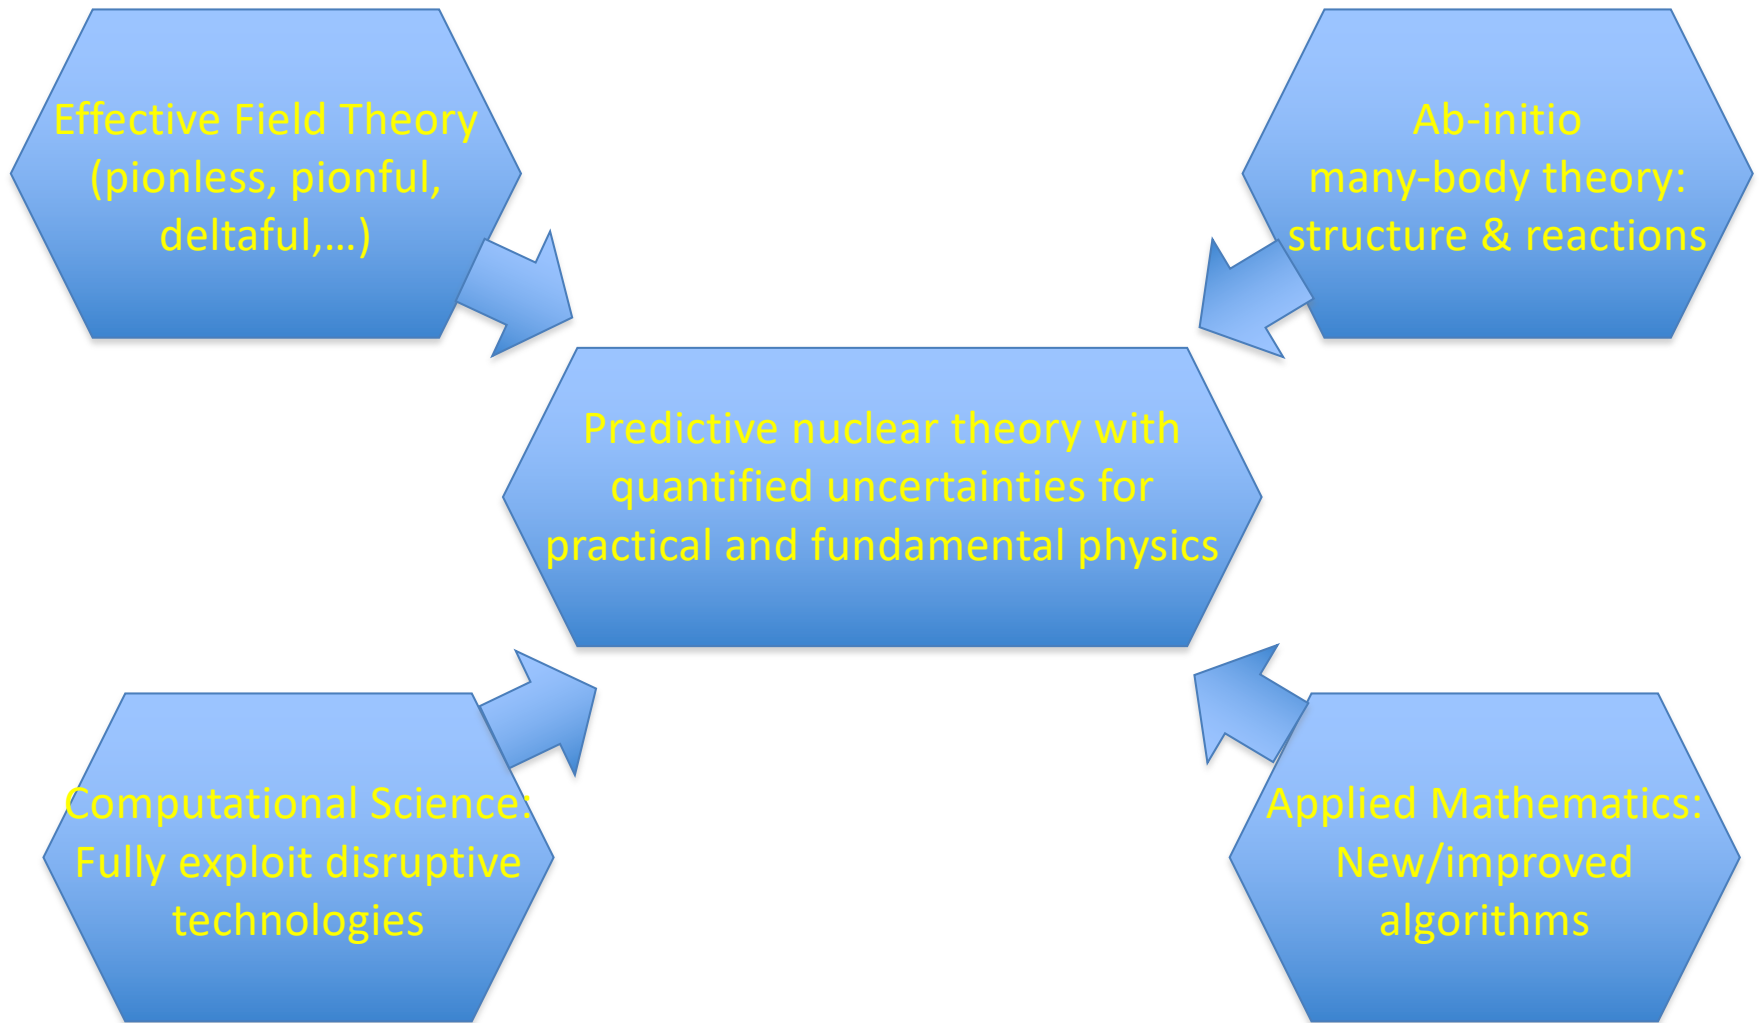 Effective Field Theory
(pionless, pionful,
deltaful,…)
Ab-initio
many-body theory:
structure & reactions
Predictive nuclear theory with
quantified uncertainties for
practical and fundamental physics
Computational Science:
Fully exploit disruptive
technologies
Applied Mathematics:
New/improved
algorithms